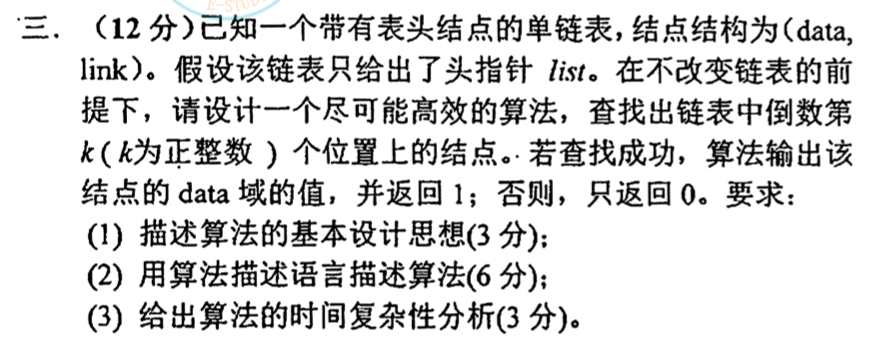 E-STUD
三. (12 分)已知一个带有表头结点的单链表,结点结构为(data,
link)。假设该链表只给出了头指针 list。在不改变链表的前
提下，请设计一个尽可能高效的算法，查找出链表中倒数第
k ( k为正整数 ) 个位置上的结点。若查找成功，算法输出该
结点的 data 域的值，并返回 1；否则，只返回 0。要求：
(1) 描述算法的基本设计思想(3 分);
(2) 用算法描述语言描述算法(6 分);
(3) 给出算法的时间复杂性分析(3 分)。